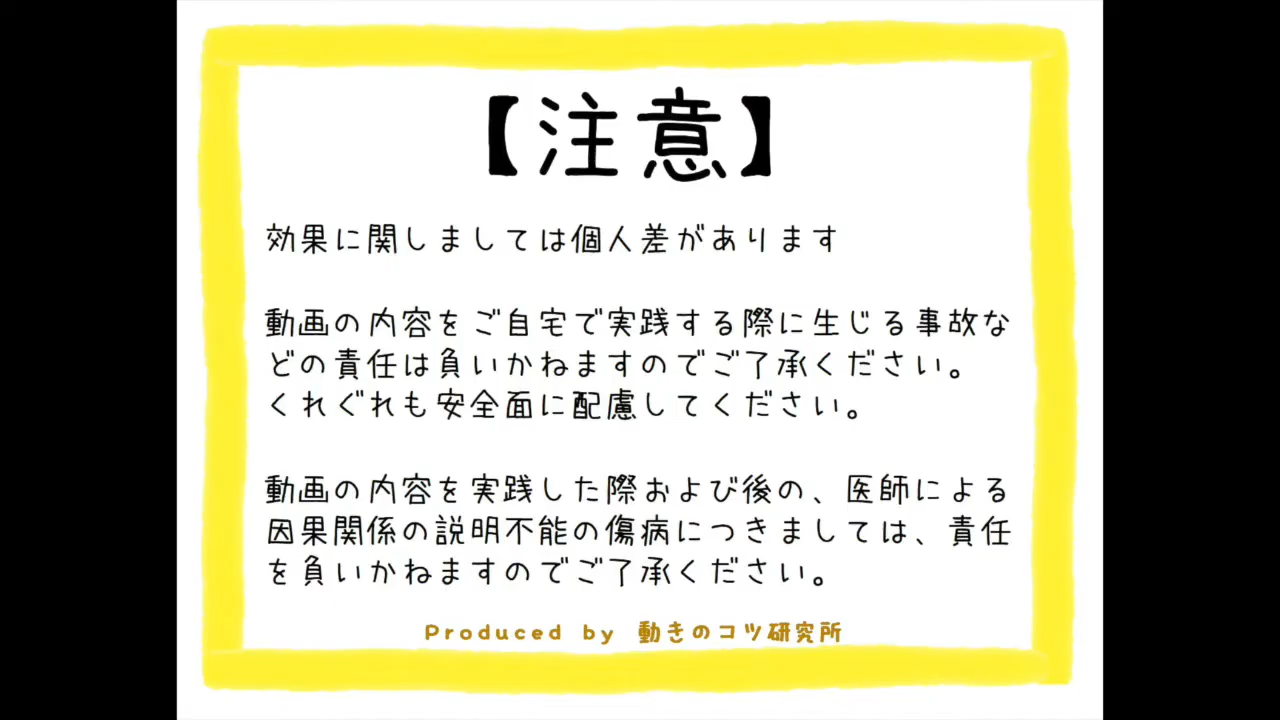 【注意】
効果に関しましては個人差があります
動画の内容をご自宅で実践する際に生じる事故な
どの責任は負いかねますのでご了承ください。
くれぐれも安全面に配慮してください。
動画の内容を実践した際および後の、医師による
因果関係の説明不能の傷病につきましては、責任
を負いかねますのでご了承ください。
Produced by 動きのコツ研究所